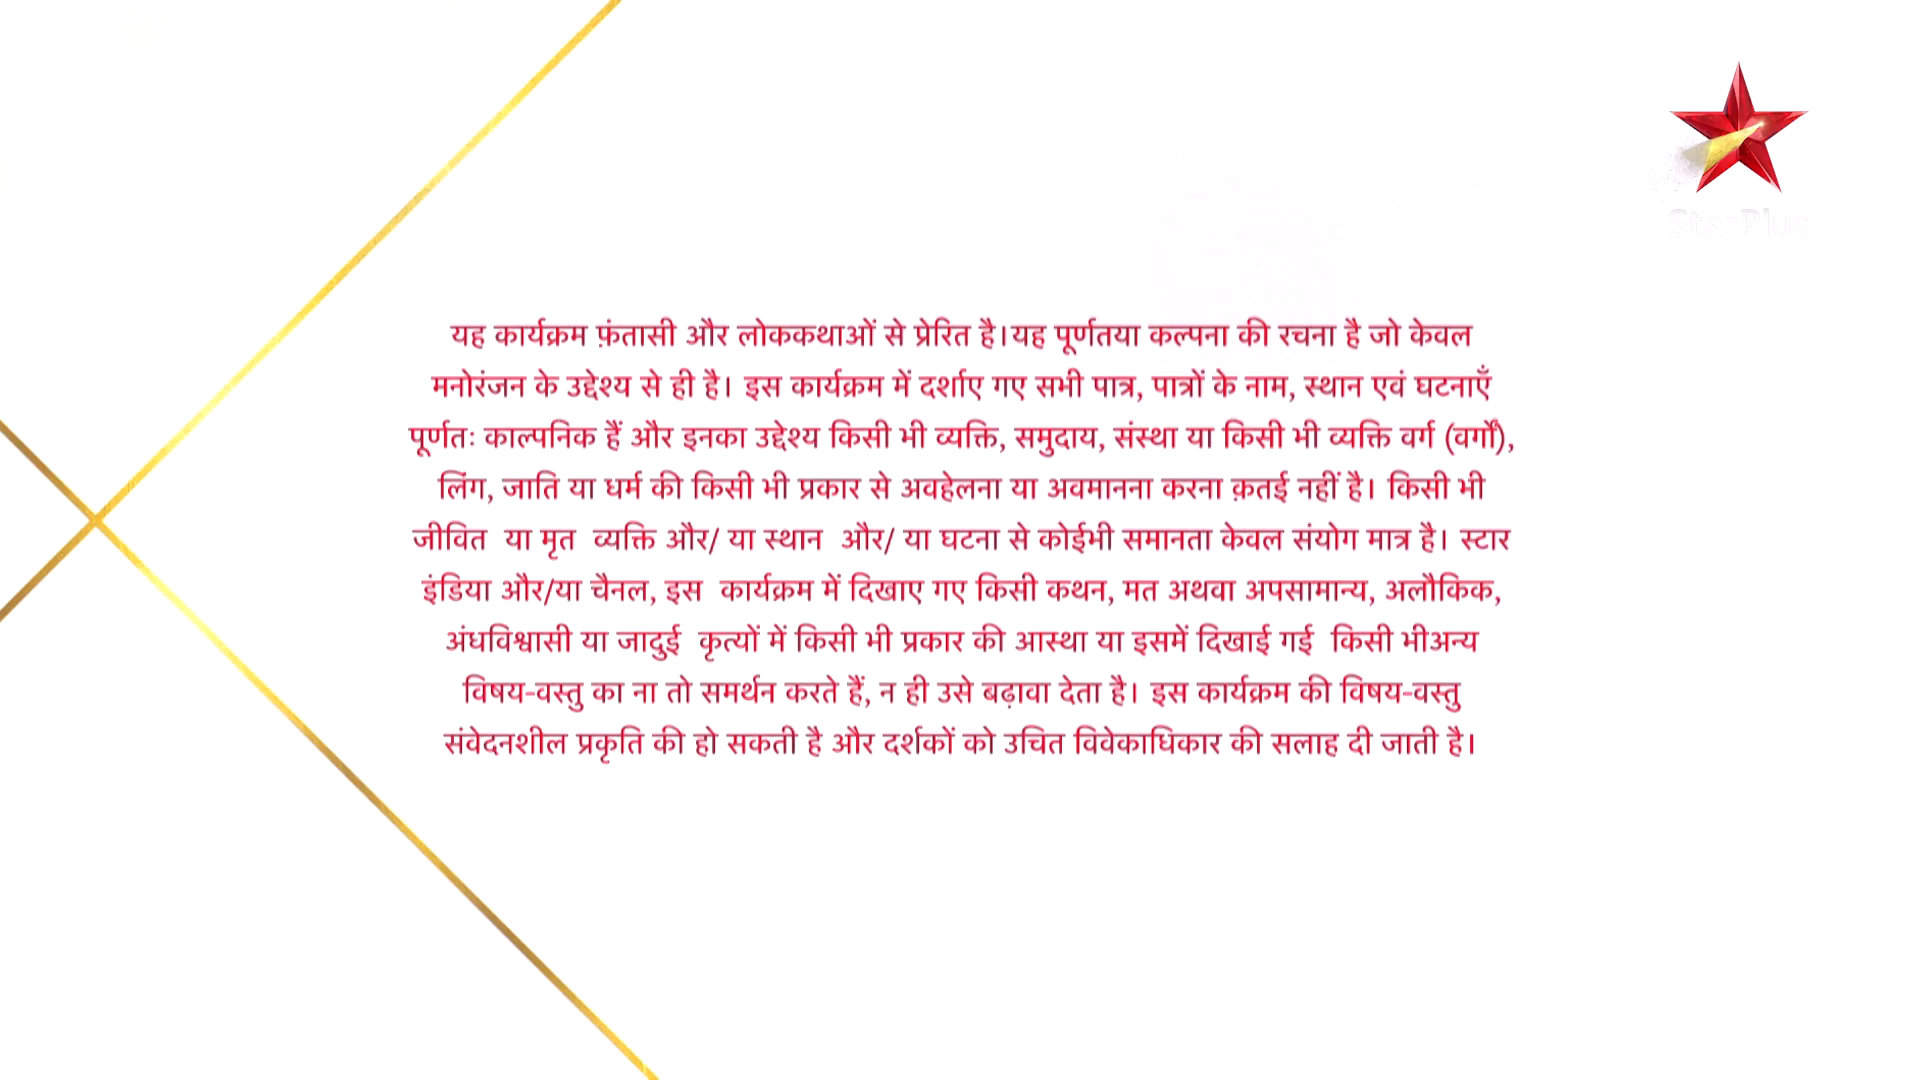 StarPlus
यह कार्यक्रम फ़ंतासी और लोककथाओं से प्रेरित है।यह पूर्णतया कल्पना की रचना है जो केवल
मनोरंजन के उद्देश्य से ही है। इस कार्यक्रम में दर्शाए गए सभी पात्र, पात्रों के नाम, स्थान एवं घटनाएँ
पूर्णतः काल्पनिक हैं और इनका उद्देश्य किसी भी व्यक्ति, समुदाय, संस्था या किसी भी व्यक्ति वर्ग (वर्गों),
लिंग, जाति या धर्म की किसी भी प्रकार से अवहेलना या अवमानना करना क़तई नहीं है। किसी भी
जीवित  या मृत  व्यक्ति और/ या स्थान  और/ या घटना से कोईभी समानता केवल संयोग मात्र है। स्टार
इंडिया और/या चैनल, इस  कार्यक्रम में दिखाए गए किसी कथन, मत अथवा अपसामान्य, अलौकिक,
अंधविश्वासी या जादुई  कृत्यों में किसी भी प्रकार की आस्था या इसमें दिखाई गई  किसी भीअन्य
विषय-वस्तु का ना तो समर्थन करते हैं, न ही उसे बढ़ावा देता है। इस कार्यक्रम की विषय-वस्तु
संवेदनशील प्रकृति की हो सकती है और दर्शकों को उचित विवेकाधिकार की सलाह दी जाती है।